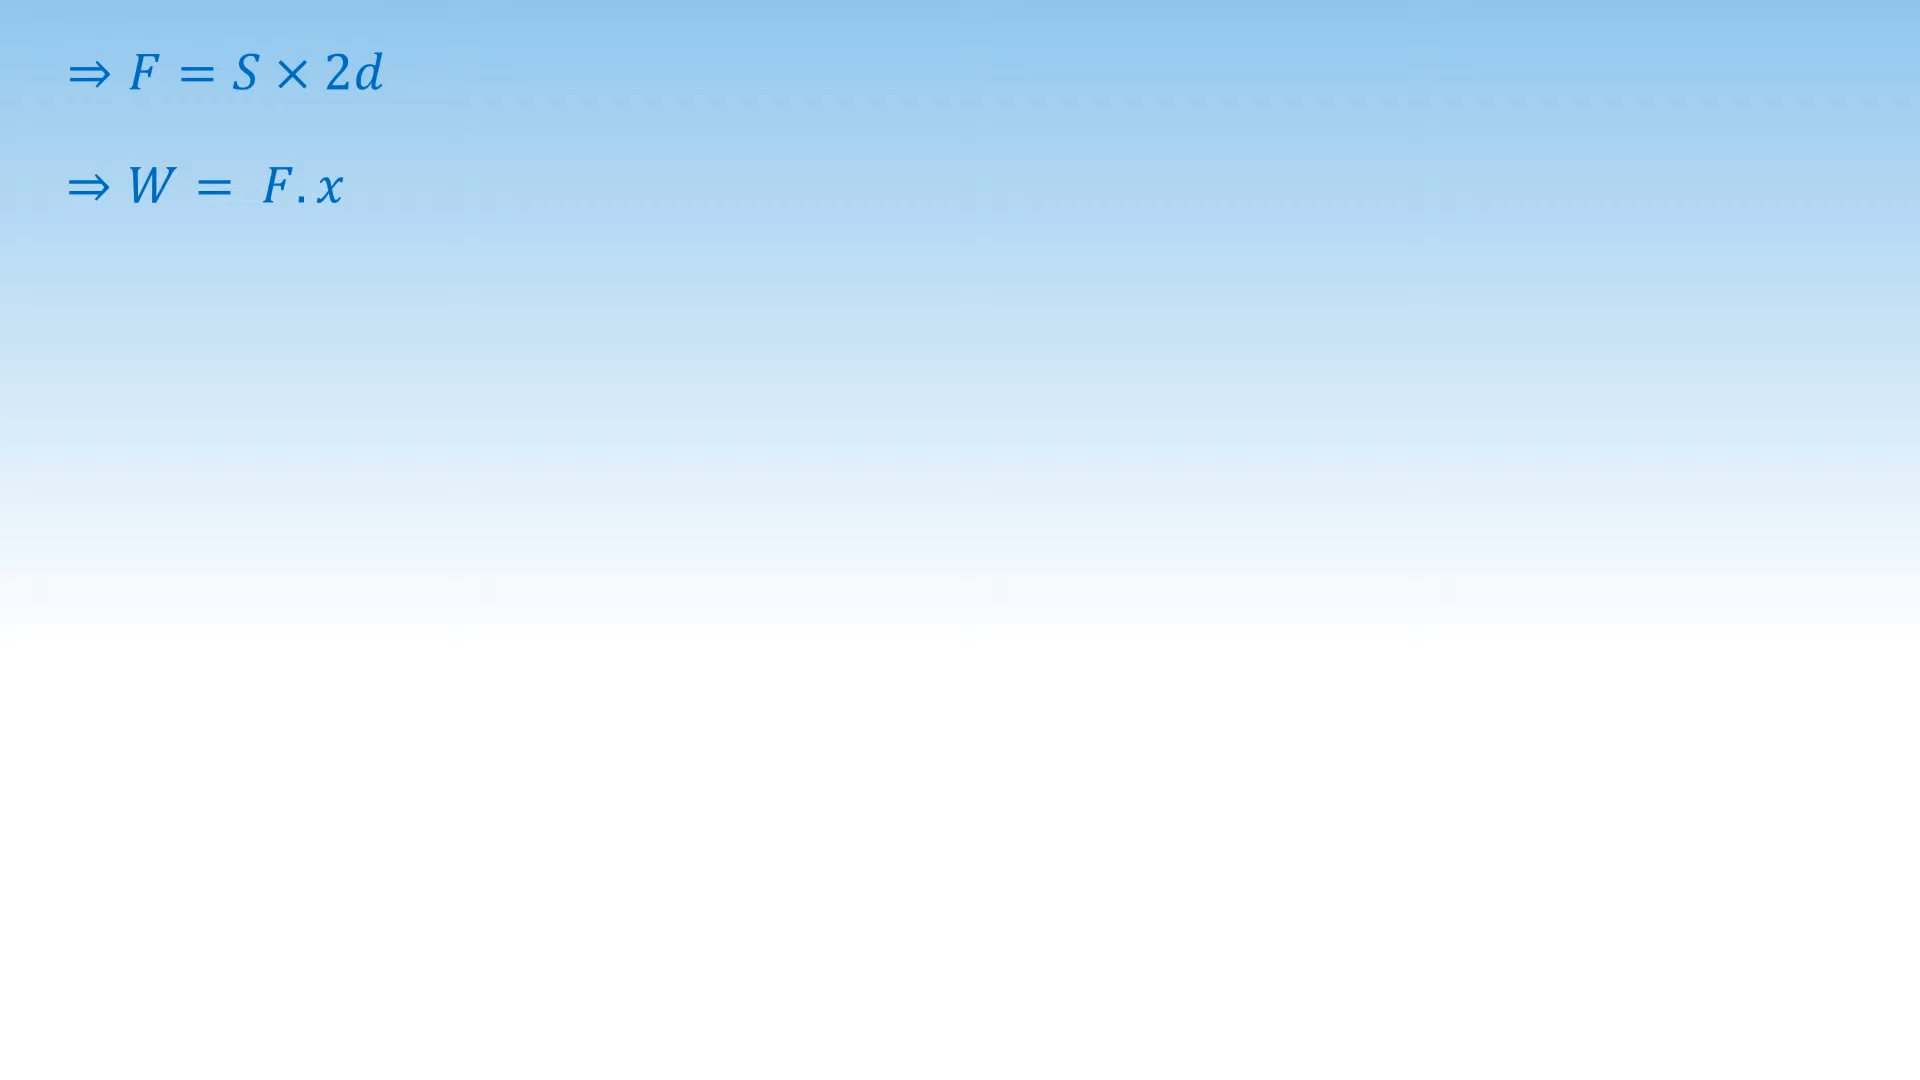 ⇒ F = S × 2d
⇒ W = F.x